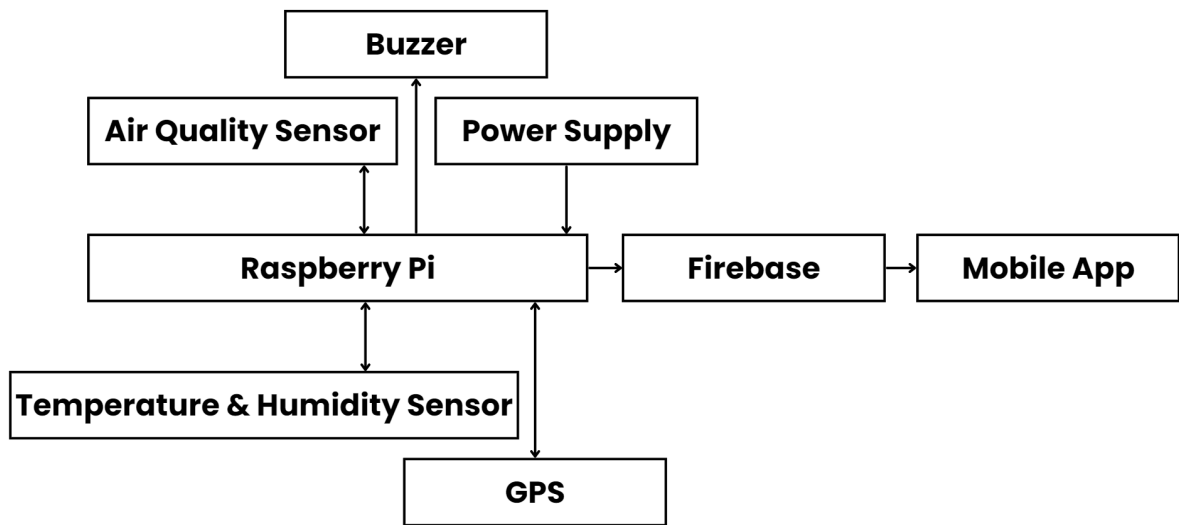 Buzzer
Air Quality Sensor
Power Supply
Raspberry Pi
Firebase
Mobile App
Temperature & Humidity Sensor
GPS